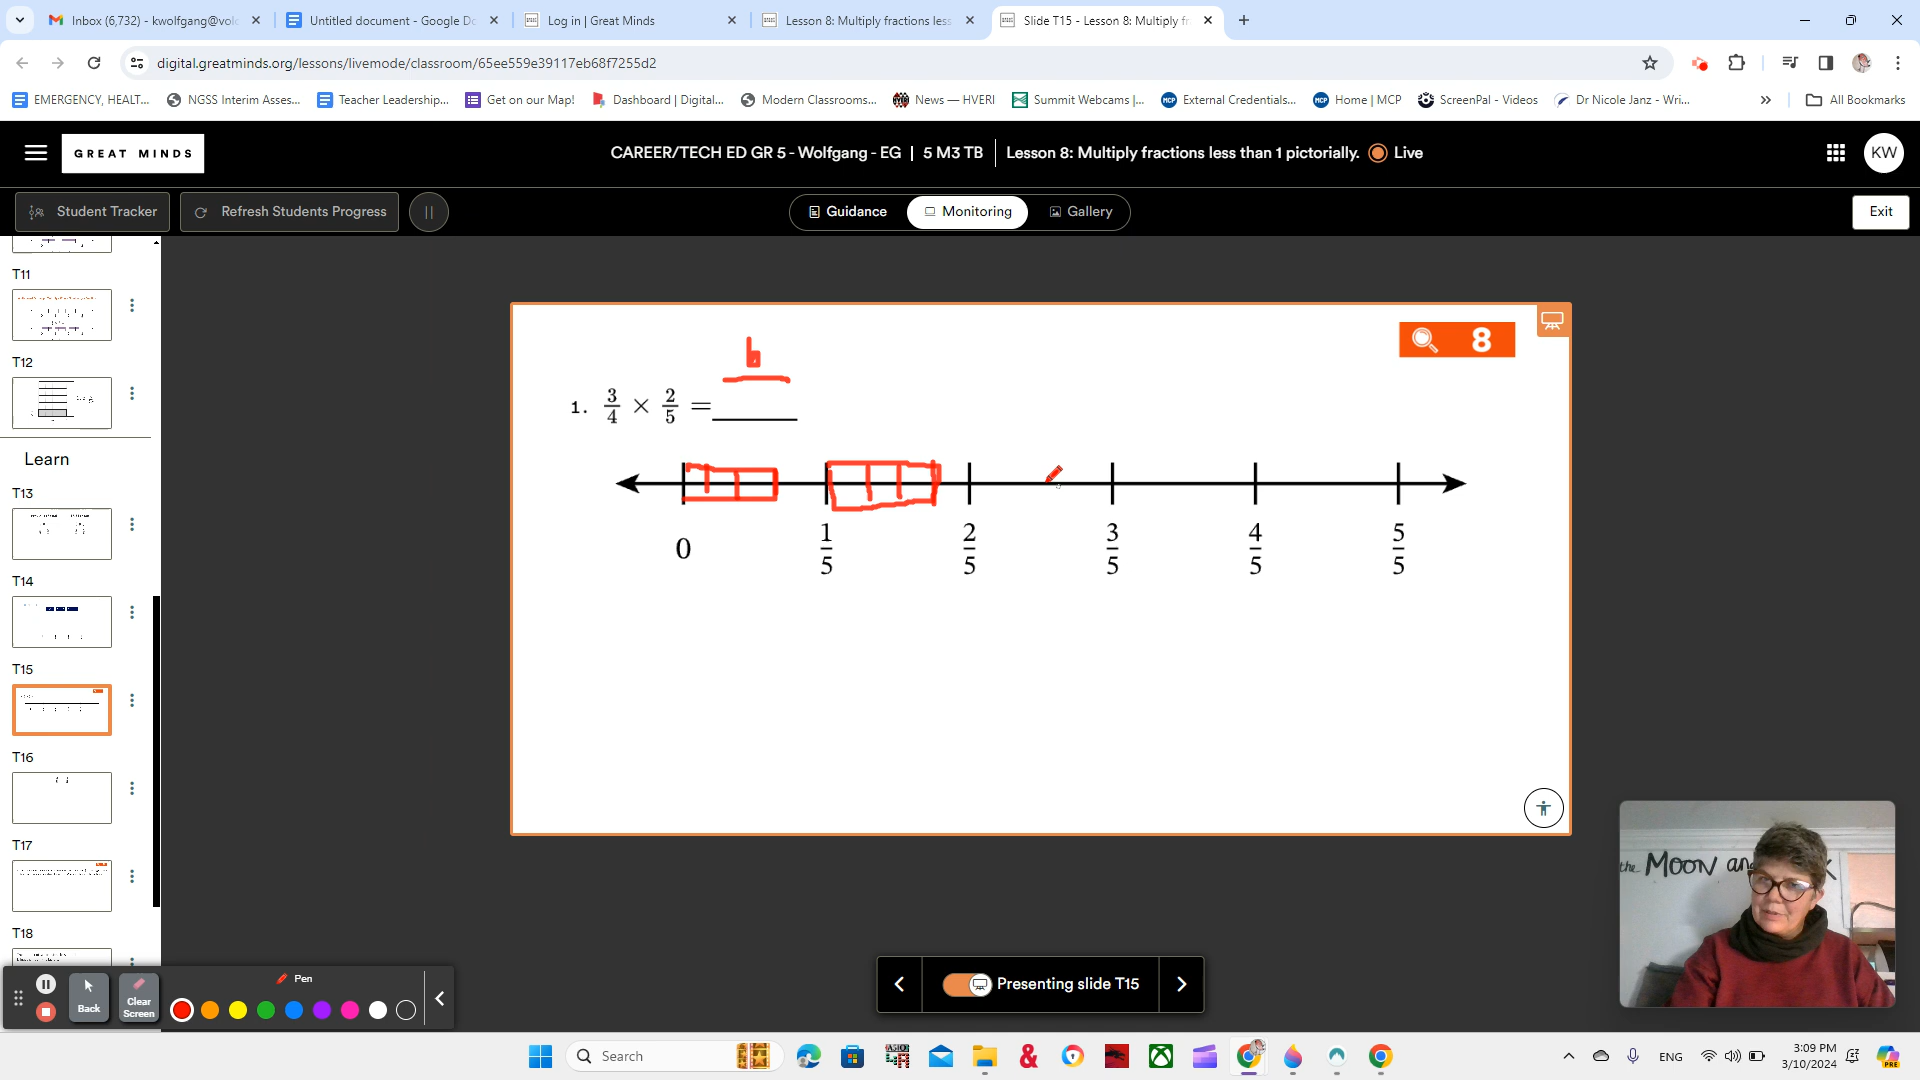 Inbox (6,732) - kwolfgang@volc
Untitled document - Google Do
Log in | Great Minds
Lesson 8: Multiply fractions less
Slide T15 - Lesson 8: Multiply fr
digital.greatminds.org/lessons/livemode/classroom/65ee559e39117eb68f7255d2
EMERGENCY, HEALT...
NGSS Interim Asses...
Teacher Leadership...
Get on our Map!
Dashboard | Digital...
Modern Classrooms...
News — HVERI
Summit Webcams |...
External Credentials...
Home | MCP
ScreenPal - Videos
Dr Nicole Janz - Wri...
All Bookmarks
GREAT MINDS
CAREER/TECH ED GR 5 - Wolfgang - EG | 5 M3 TB
Lesson 8: Multiply fractions less than 1 pictorially.
Live
KW
Student Tracker
Refresh Students Progress
Guidance
Monitoring
Gallery
Exit
T11
T12
Learn
T13
T14
T15
T16
T17
T18
8
6
1. 3/4 × 2/5 = ______
0 1/5 2/5 3/5 4/5 5/5
the MOON and
Pen
Back
Clear Screen
Presenting slide T15
Search
ENG
3:09 PM
3/10/2024
PRE